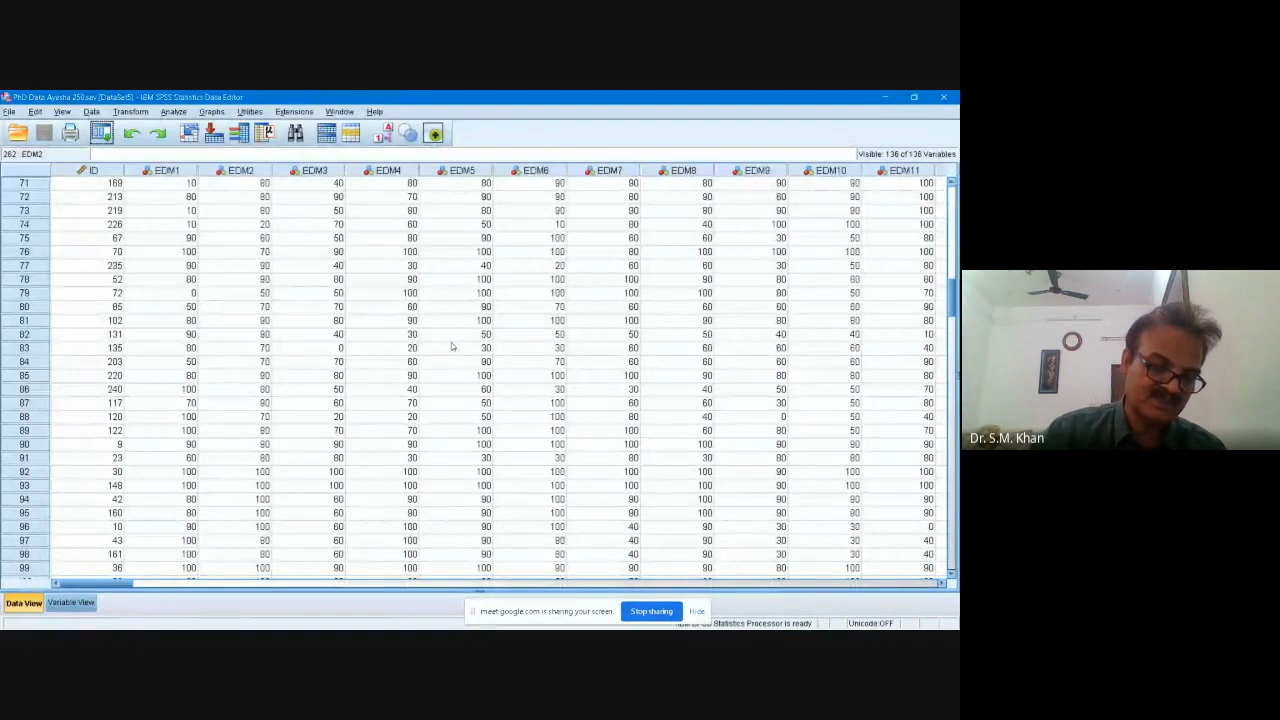 PhD Data Ayesha 250.sav [DataSet5] - IBM SPSS Statistics Data Editor
File Edit View Data Transform Analyze Graphs Utilities Extensions Window Help
262 : EDM2 Visible: 136 of 136 Variables
ID EDM1 EDM2 EDM3 EDM4 EDM5 EDM6 EDM7 EDM8 EDM9 EDM10 EDM11
71 169 10 80 40 80 80 90 90 80 90 90 100
72 213 80 80 90 70 90 90 80 90 60 90 100
73 219 10 80 50 80 80 90 90 80 90 90 100
74 226 10 20 70 60 50 10 80 40 100 100 100
75 67 90 60 50 80 90 100 60 60 30 50 80
76 70 100 70 90 100 100 100 80 100 100 100 100
77 235 90 90 40 30 40 20 60 60 30 50 80
78 52 80 80 60 90 100 100 100 90 80 80 80
79 72 0 50 50 100 100 100 100 80 80 50 70
80 85 50 70 70 60 90 70 60 60 60 60 90
81 102 80 90 80 90 100 100 100 90 80 80 80
82 131 90 90 40 30 50 50 50 50 40 40 10
83 135 80 70 0 20 30 30 60 60 60 60 40
84 203 50 70 70 60 90 70 60 60 60 60 90
85 220 80 90 80 90 100 100 100 90 80 80 80
86 240 100 80 50 40 60 30 30 40 50 50 70
87 117 70 90 60 70 50 100 60 60 30 50 80
88 120 100 70 20 20 50 100 80 40 0 50 40
89 122 100 80 70 70 100 100 100 60 80 50 70
90 9 90 90 90 90 90 90 90 90 90 90 90
91 23 60 80 80 23 30 30 80 30 80 80 80
92 30 100 100 100 100 100 100 100 100 90 100 100
93 148 100 100 100 100 100 100 100 100 90 100 100
94 42 80 100 60 90 90 100 90 100 90 90 90
95 160 80 100 60 100 90 100 90 90 90 90 90
96 10 90 100 60 100 90 100 40 90 30 30 0
97 43 100 80 60 100 90 90 40 90 30 30 40
98 161 100 80 60 100 90 80 40 90 30 30 40
99 36 100 100 90 100 100 90 90 80 90 100 90
Data View Variable View
meet.google.com is sharing your screen. Stop sharing Hide
Statistics Processor is ready Unicode:OFF
Dr. S.M. Khan